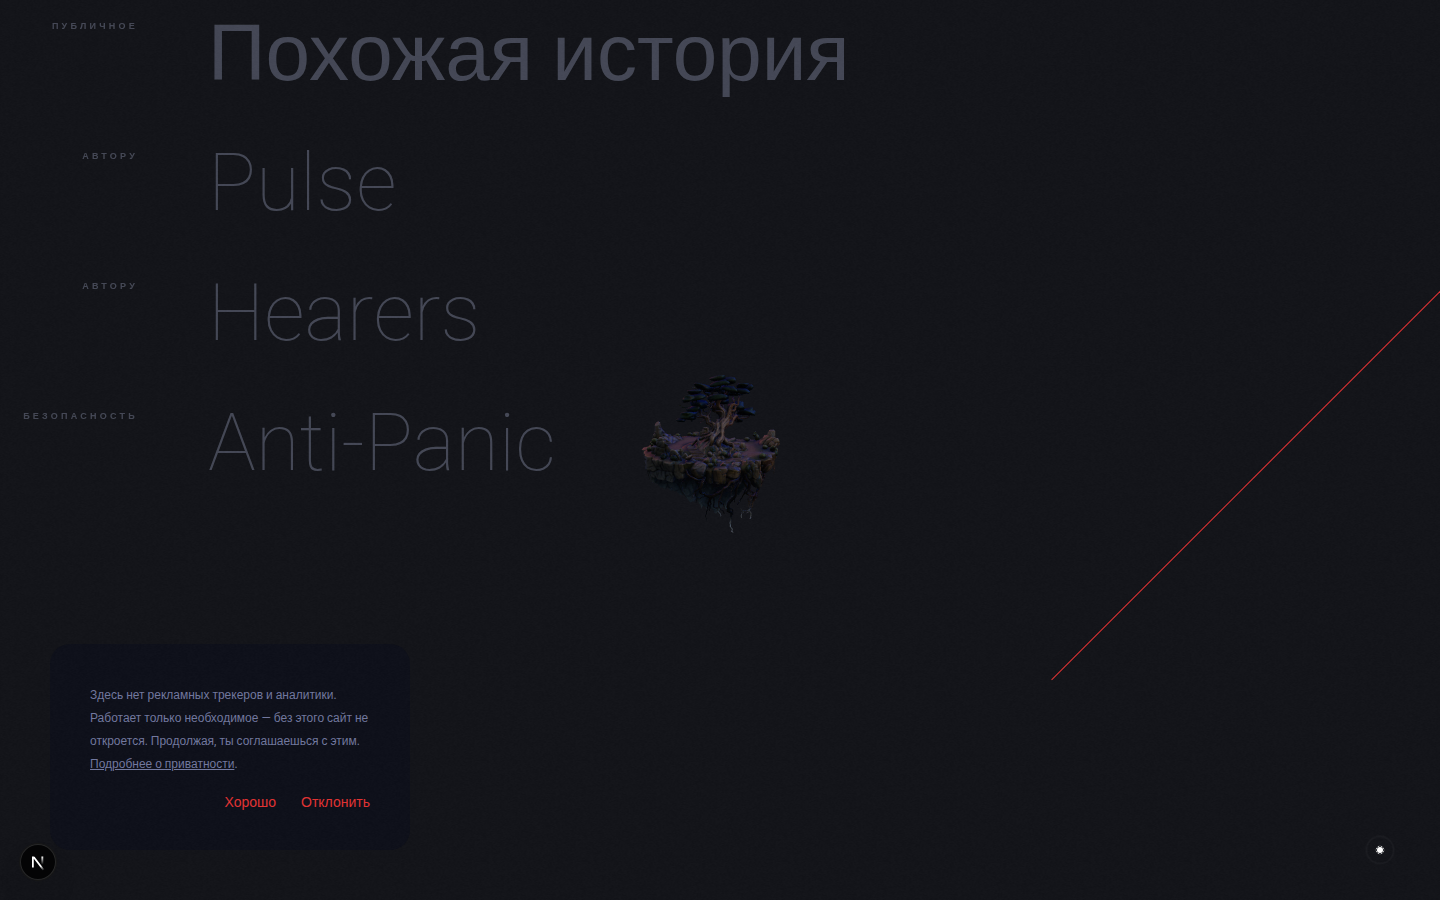 ПУБЛИЧНОЕ
Похожая история
АВТОРУ
Pulse
АВТОРУ
Hearers
БЕЗОПАСНОСТЬ
Anti-Panic
Здесь нет рекламных трекеров и аналитики.
Работает только необходимое — без этого сайт не
откроется. Продолжая, ты соглашаешься с этим.
Подробнее о приватности.
Хорошо Отклонить